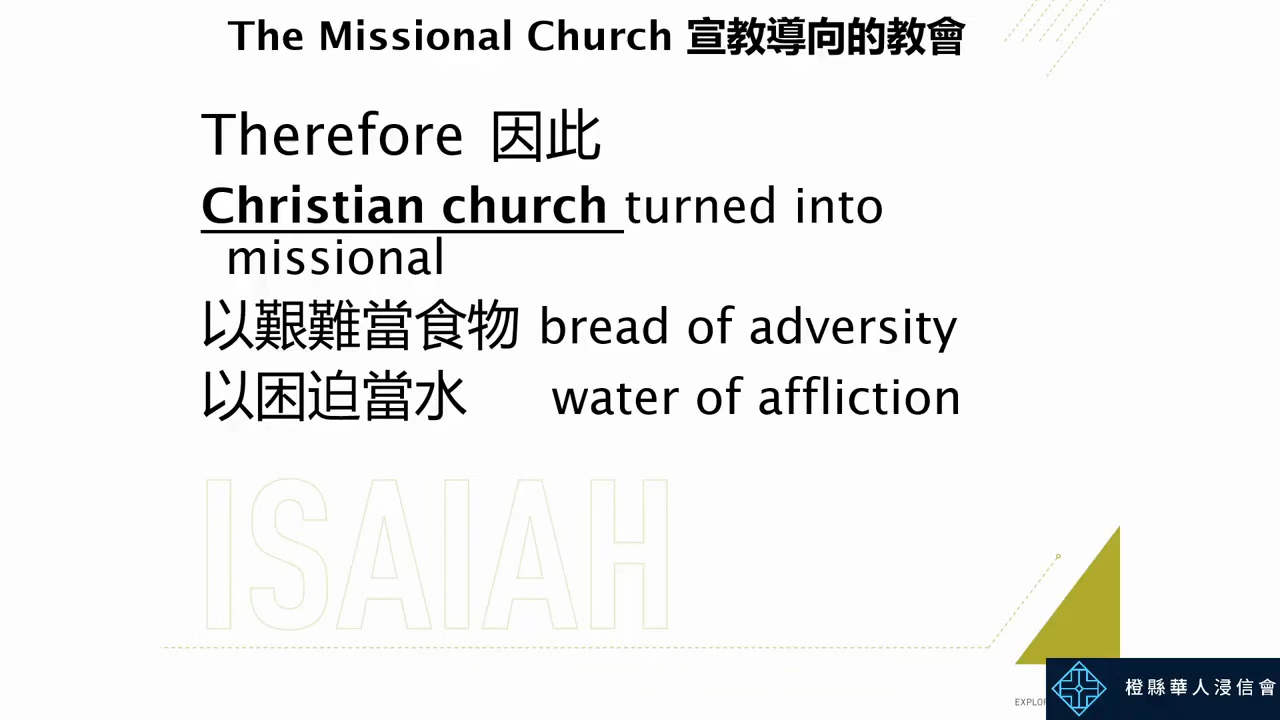 The Missional Church 宣教導向的教會
Therefore 因此
Christian church turned into
missional
以艱難當食物 bread of adversity
以困迫當水 water of affliction
ISAIAH
EXPLOR
橙縣華人浸信會